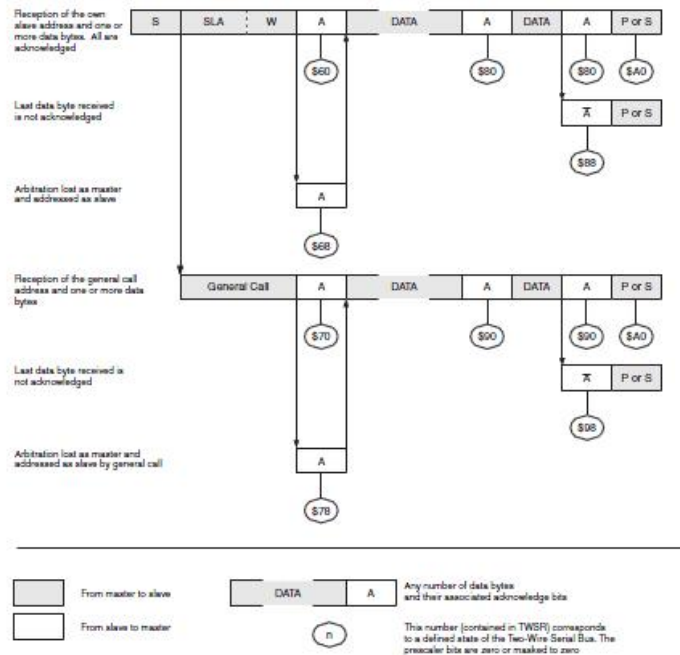 Reception of the own
slave address and one or
more data bytes. All are
acknowledged
S SLA W A DATA A DATA A P or S
$60 $80 $80 $A0
Last data byte received
is not acknowledged
A P or S
$88
Arbitration lost as master
and addressed as slave
A
$68
Reception of the general call
address and one or more data
bytes
General Call A DATA A DATA A P or S
$70 $90 $90 $A0
Last data byte received is
not acknowledged
A P or S
$98
Arbitration lost as master and
addressed as slave by general call
A
$78
From master to slave
DATA A
Any number of data bytes
and their associated acknowledge bits
From slave to master
n
This number (contained in TWSR) corresponds
to a defined state of the Two-Wire Serial Bus. The
prescaler bits are zero or masked to zero